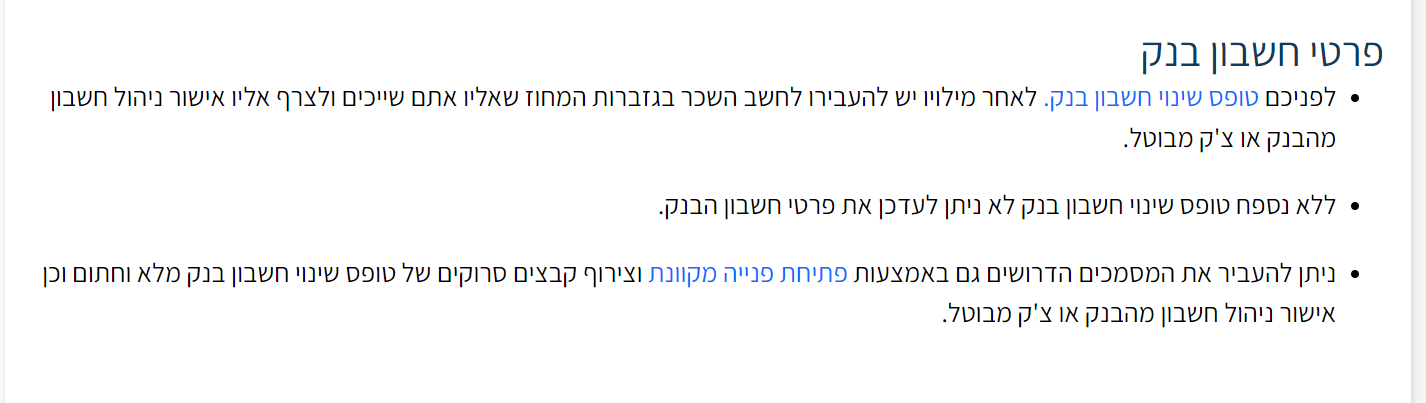 פרטי חשבון בנק
לפניכם טופס שינוי חשבון בנק. לאחר מילויו יש להעבירו לחשב השכר בגזברות המחוז שאליו אתם שייכים ולצרף אליו אישור ניהול חשבון
מהבנק או צ'ק מבוטל.
ללא נספח טופס שינוי חשבון בנק לא ניתן לעדכן את פרטי חשבון הבנק.
ניתן להעביר את המסמכים הדרושים גם באמצעות פתיחת פנייה מקוונת וצירוף קבצים סרוקים של טופס שינוי חשבון בנק מלא וחתום וכן
אישור ניהול חשבון מהבנק או צ'ק מבוטל.